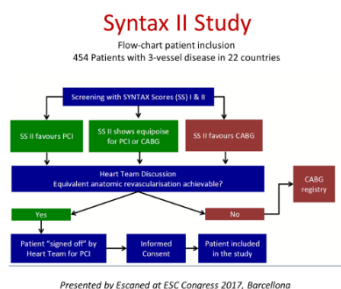 Syntax II Study
Flow-chart patient inclusion
454 Patients with 3-vessel disease in 22 countries
Screening with SYNTAX Scores (SS) I & II
SS II favours PCI
SS II shows equipoise
for PCI or CABG
SS II favours CABG
Heart Team Discussion
Equivalent anatomic revascularisation achievable?
CABG
registry
Yes
No
Patient "signed off" by
Heart Team for PCI
Informed
Consent
Patient included
in the study
Presented by Escaned at ESC Congress 2017, Barcellona